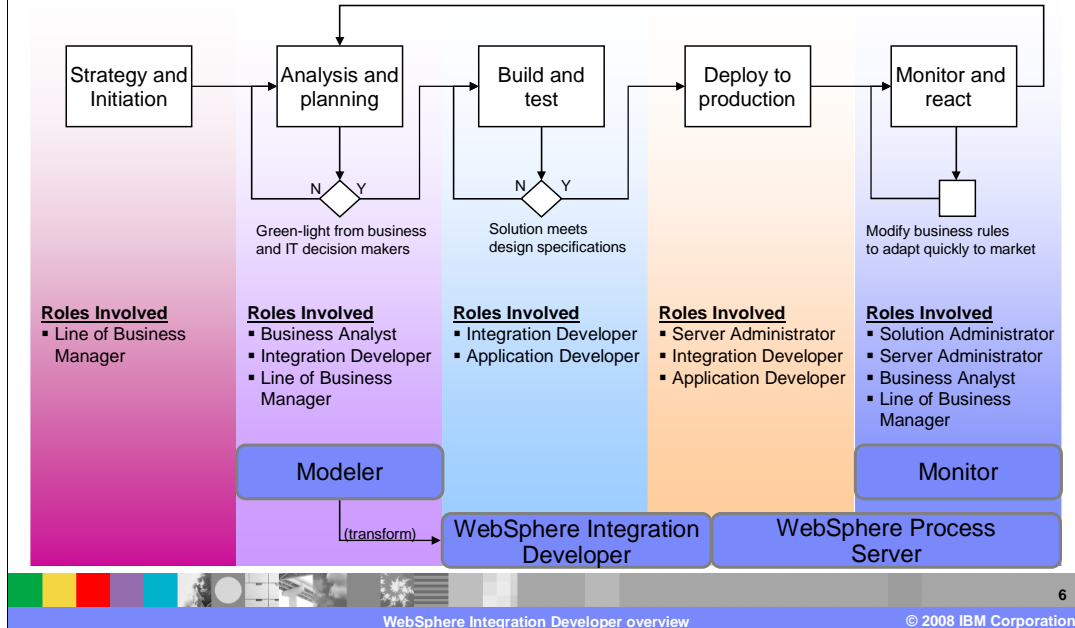 Strategy and
Initiation
Analysis and
planning
Build and
test
Deploy to
production
Monitor and
react
N
Y
N
Y
Green-light from business
and IT decision makers
Solution meets
design specifications
Modify business rules
to adapt quickly to market
Roles Involved
▪ Line of Business
Manager
Roles Involved
▪ Business Analyst
▪ Integration Developer
▪ Line of Business
Manager
Roles Involved
▪ Integration Developer
▪ Application Developer
Roles Involved
▪ Server Administrator
▪ Integration Developer
▪ Application Developer
Roles Involved
▪ Solution Administrator
▪ Server Administrator
▪ Business Analyst
▪ Line of Business
Manager
Modeler
Monitor
(transform)
WebSphere Integration
Developer
WebSphere Process
Server
6
WebSphere Integration Developer overview
© 2008 IBM Corporation